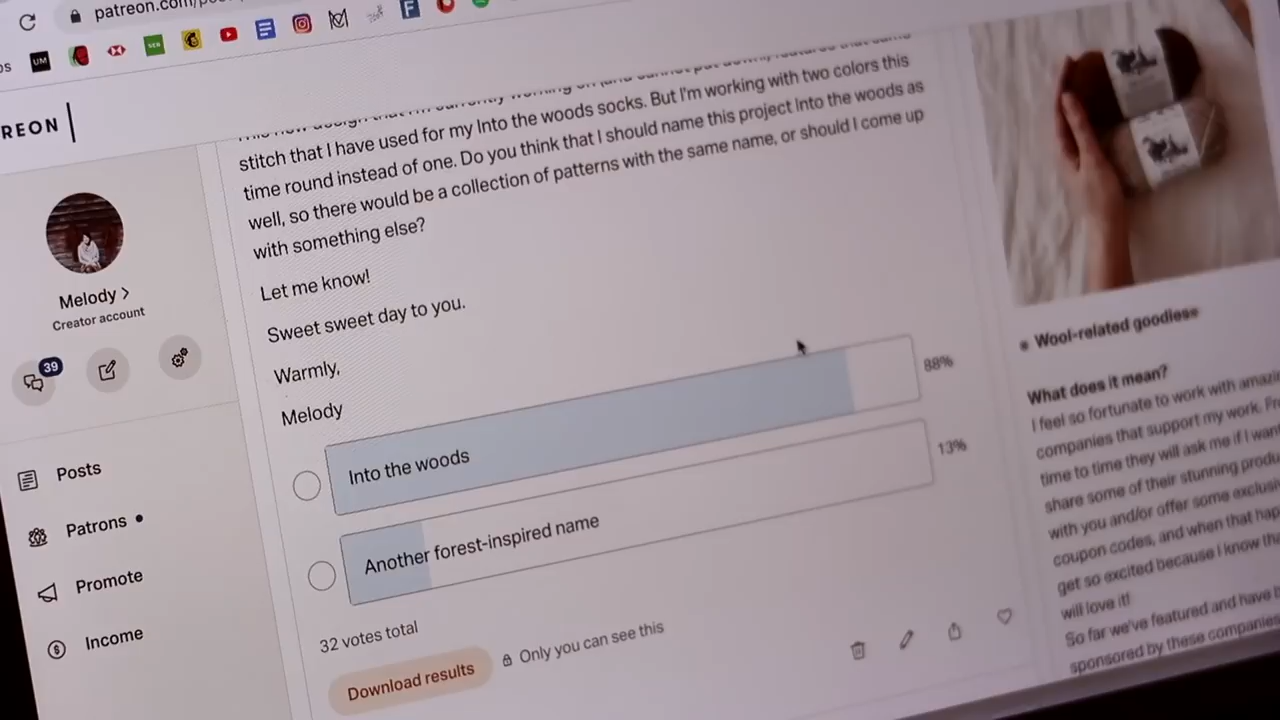 patreon.com/
UM
REON
stitch that I have used for my Into the woods socks. But I'm working with two colors this
time round instead of one. Do you think that I should name this project Into the woods as
well, so there would be a collection of patterns with the same name, or should I come up
with something else?
Let me know!
Sweet sweet day to you.
Warmly,
Melody
Into the woods
88%
Another forest-inspired name
13%
32 votes total
Download results
Only you can see this
Melody >
Creator account
39
Posts
Patrons
Promote
Income
Wool-related goodies
What does it mean?
I feel so fortunate to work with
companies that support my work.
time to time they will ask me if I want
share some of their stunning
with you and/or offer some
coupon codes, and when that
get so excited because I know
will love it!
So far we've featured and have
sponsored by these companies